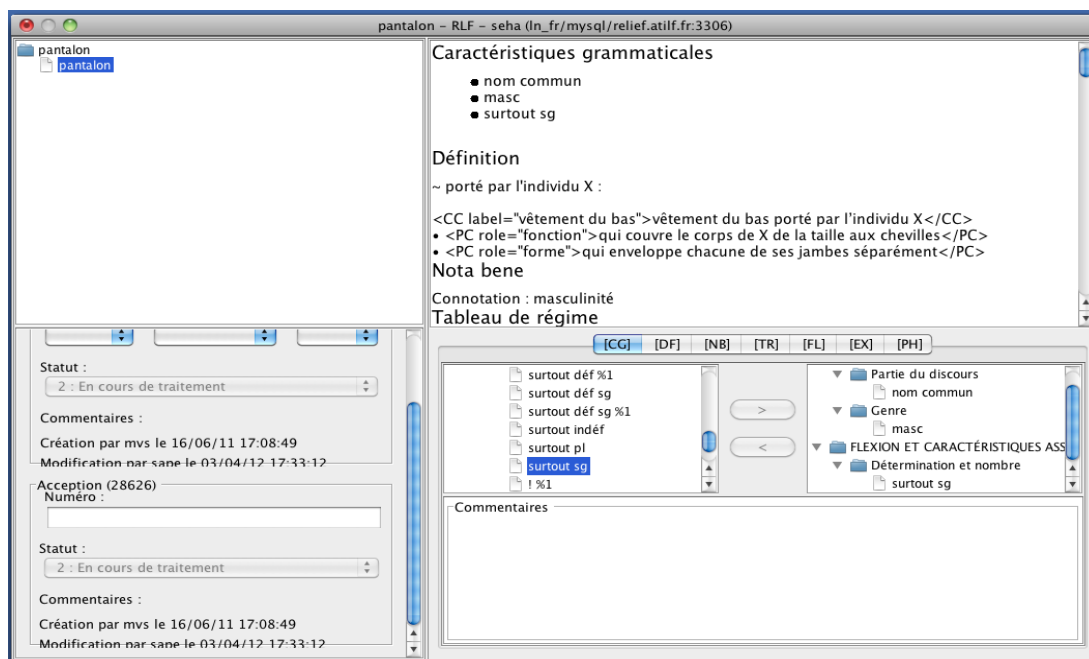 pantalon – RLF – seha (ln_fr/mysql/relief.atilf.fr:3306)
pantalon
pantalon
Statut :
2 : En cours de traitement
Commentaires :
Création par mvs le 16/06/11 17:08:49
Modification par sape le 03/04/12 17:33:12
Acception (28626)
Numéro :
Statut :
2 : En cours de traitement
Commentaires :
Création par mvs le 16/06/11 17:08:49
Modification par sape le 03/04/12 17:33:12
Caractéristiques grammaticales
• nom commun
• masc
• surtout sg
Définition
~ porté par l'individu X :
<CC label="vêtement du bas">vêtement du bas porté par l’individu X</CC>
• <PC role="fonction">qui couvre le corps de X de la taille aux chevilles</PC>
• <PC role="forme">qui enveloppe chacune de ses jambes séparément</PC>
Nota bene
Connotation : masculinité
Tableau de régime
[CG] [DF] [NB] [TR] [FL] [EX] [PH]
surtout déf %1
surtout déf sg
surtout déf sg %1
surtout indéf
surtout pl
surtout sg
! %1
>
<
Partie du discours
nom commun
Genre
masc
FLEXION ET CARACTÉRISTIQUES ASS
Détermination et nombre
surtout sg
Commentaires